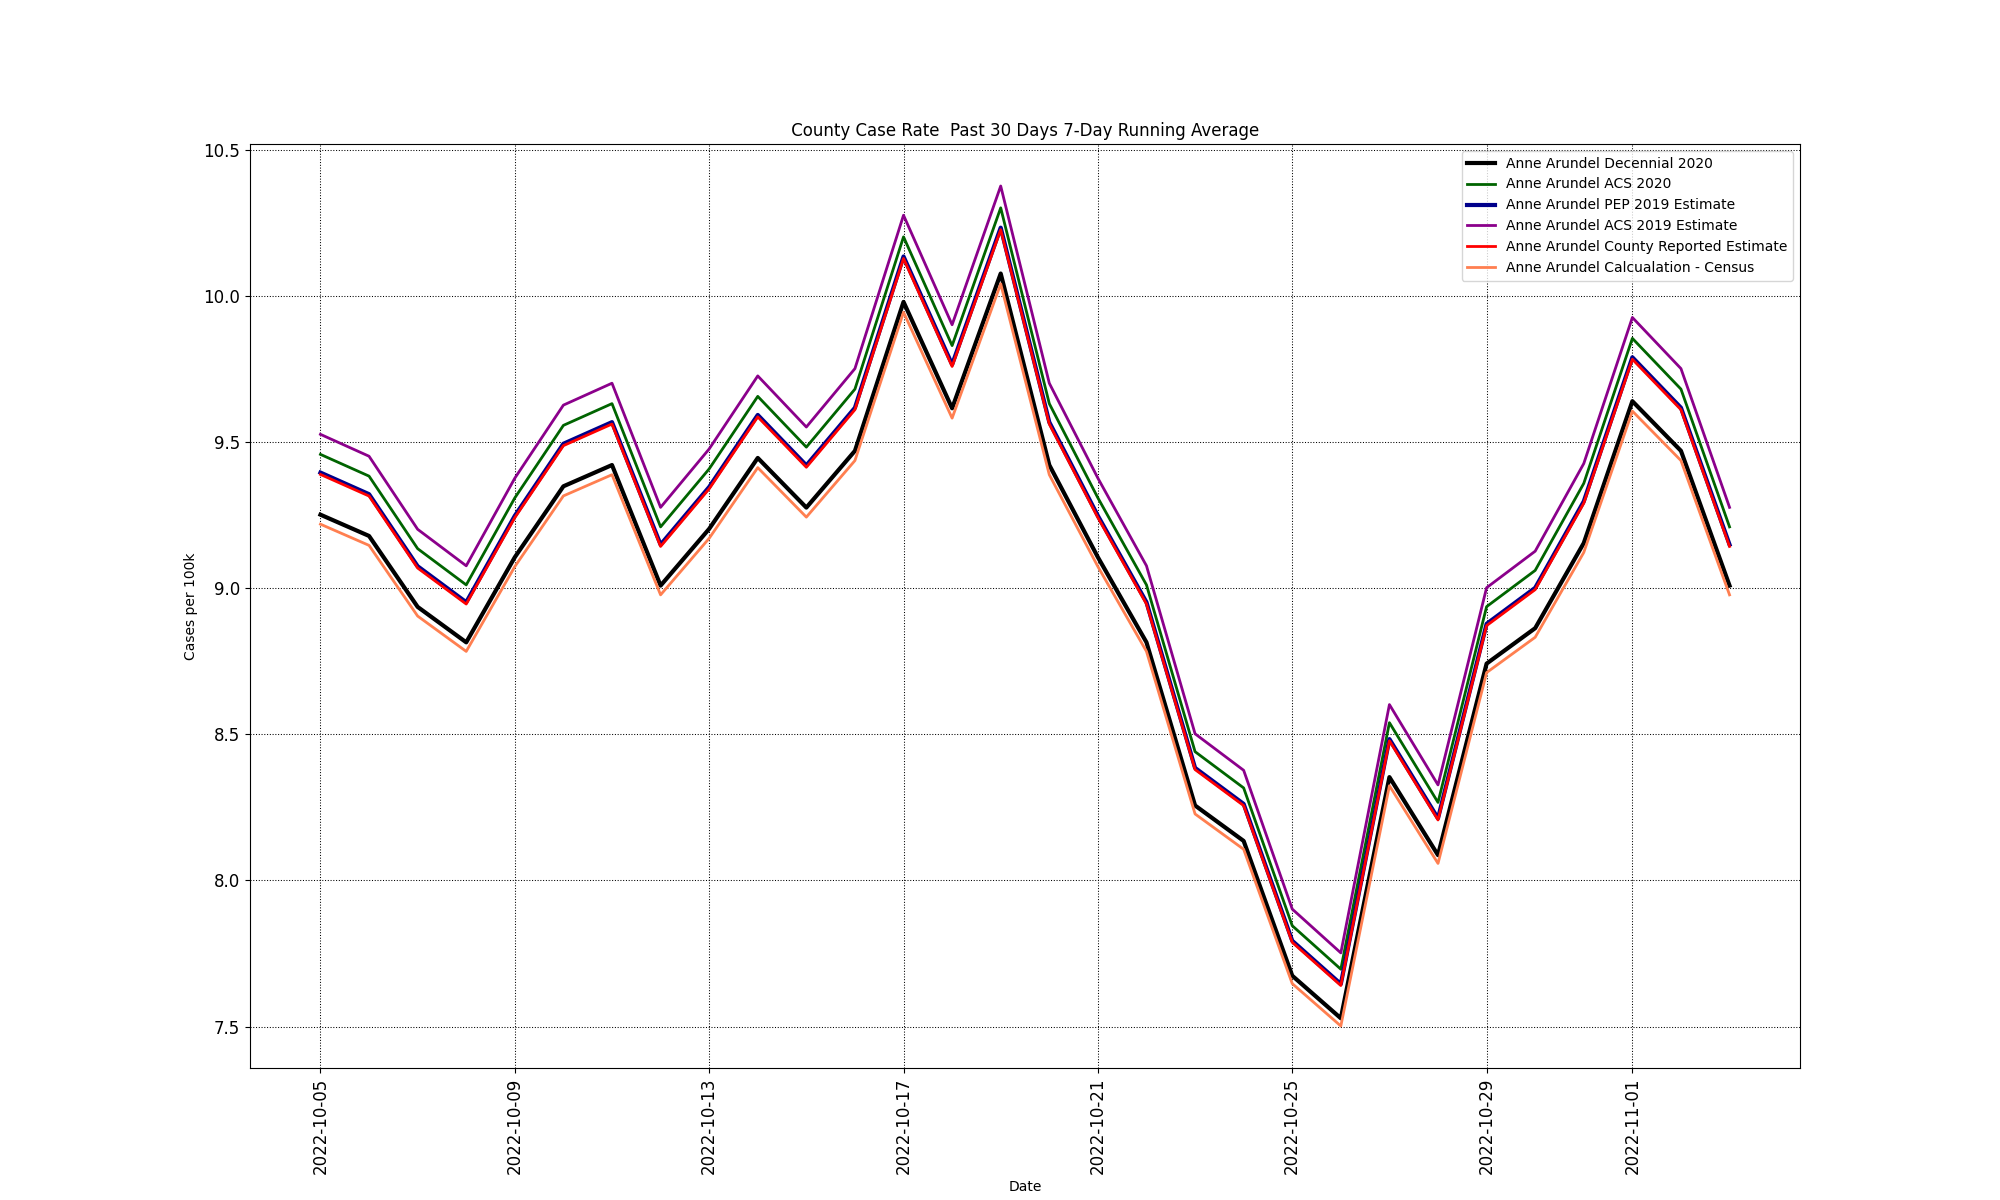 County Case Rate  Past 30 Days 7-Day Running Average
Anne Arundel Decennial 2020
Anne Arundel ACS 2020
Anne Arundel PEP 2019 Estimate
Anne Arundel ACS 2019 Estimate
Anne Arundel County Reported Estimate
Anne Arundel Calcualation - Census
Cases per 100k
10.5
10.0
9.5
9.0
8.5
8.0
7.5
2022-10-05
2022-10-09
2022-10-13
2022-10-17
2022-10-21
2022-10-25
2022-10-29
2022-11-01
Date